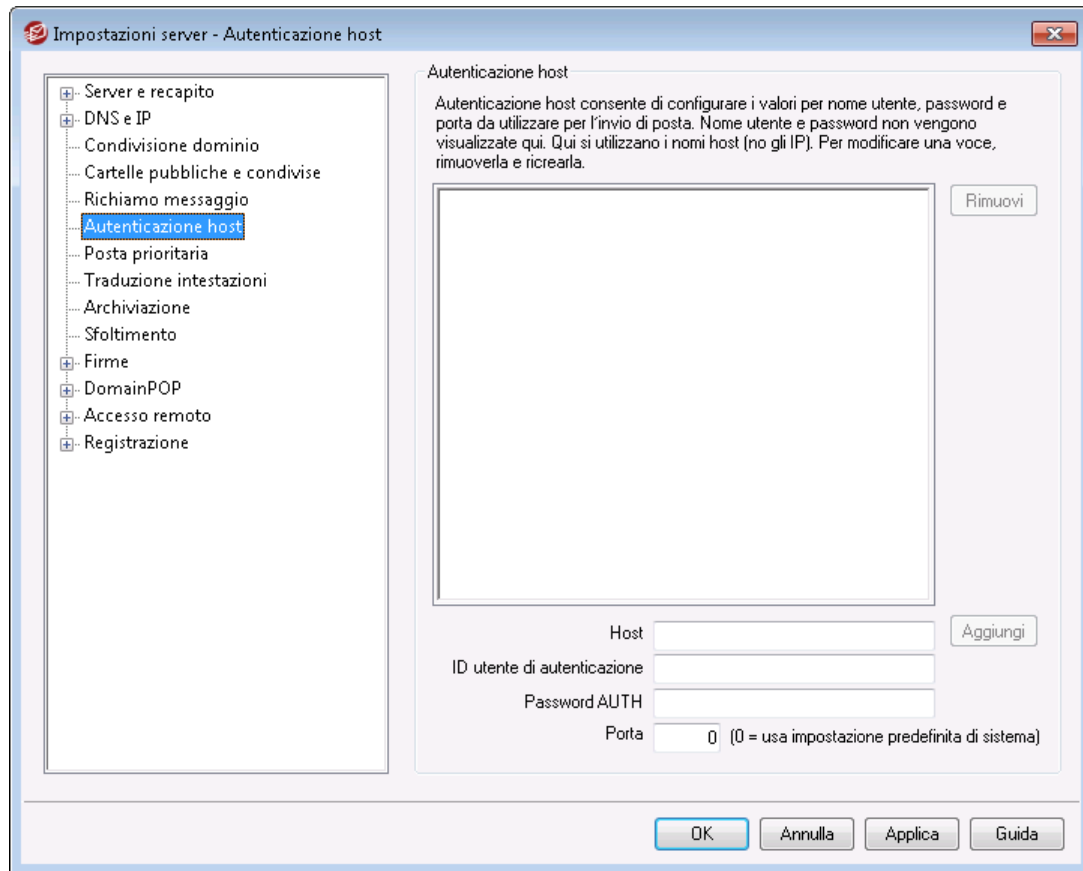 Impostazioni server - Autenticazione host
Server e recapito
DNS e IP
Condivisione dominio
Cartelle pubbliche e condivise
Richiamo messaggio
Autenticazione host
Posta prioritaria
Traduzione intestazioni
Archiviazione
Sfoltimento
Firme
DomainPOP
Accesso remoto
Registrazione
Autenticazione host
Autenticazione host consente di configurare i valori per nome utente, password e
porta da utilizzare per l'invio di posta. Nome utente e password non vengono
visualizzate qui. Qui si utilizzano i nomi host (no gli IP). Per modificare una voce,
rimuoverla e ricrearla.
Rimuovi
Host
Aggiungi
ID utente di autenticazione
Password AUTH
Porta 0 (0 = usa impostazione predefinita di sistema)
OK Annulla Applica Guida